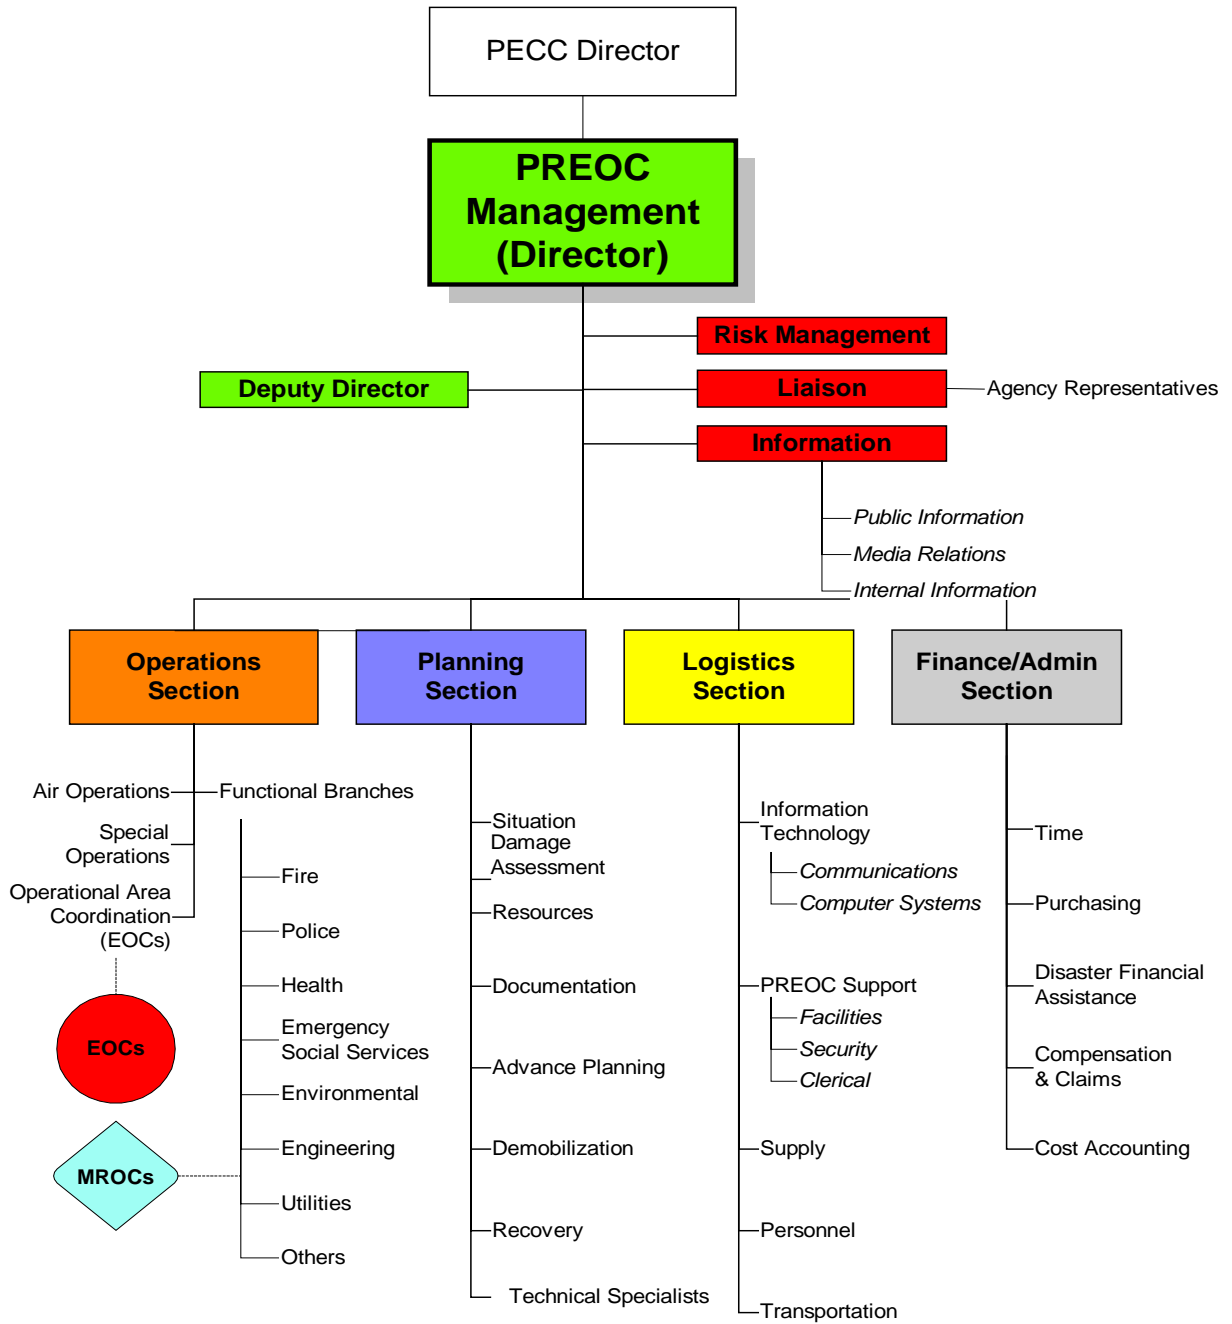 PECC Director
PREOC
Management
(Director)
Risk Management
Deputy Director
Liaison
Agency Representatives
Information
Public Information
Media Relations
Internal Information
Operations
Section
Planning
Section
Logistics
Section
Finance/Admin
Section
Air Operations
Functional Branches
Special
Operations
Operational Area
Coordination
(EOCs)
EOCs
MROCs
Fire
Police
Health
Emergency
Social Services
Environmental
Engineering
Utilities
Others
Situation
Damage
Assessment
Resources
Documentation
Advance Planning
Demobilization
Recovery
Technical Specialists
Information
Technology
Communications
Computer Systems
PREOC Support
Facilities
Security
Clerical
Supply
Personnel
Transportation
Time
Purchasing
Disaster Financial
Assistance
Compensation
& Claims
Cost Accounting